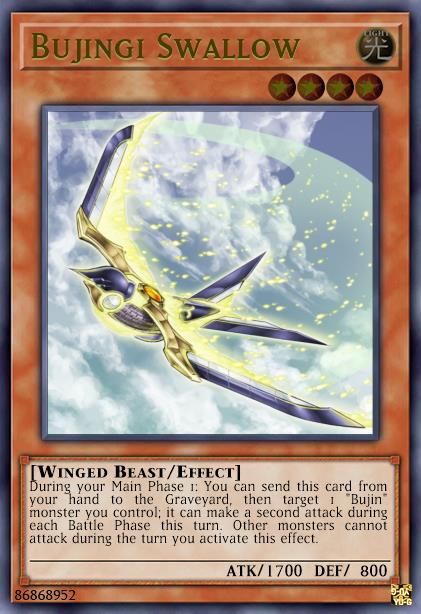 Bujingi Swallow
LIGHT
光
[Winged Beast/Effect]
During your Main Phase 1: You can send this card from
your hand to the Graveyard, then target 1 "Bujin"
monster you control; it can make a second attack during
each Battle Phase this turn. Other monsters cannot
attack during the turn you activate this effect.
ATK/1700 DEF/ 800
86868952